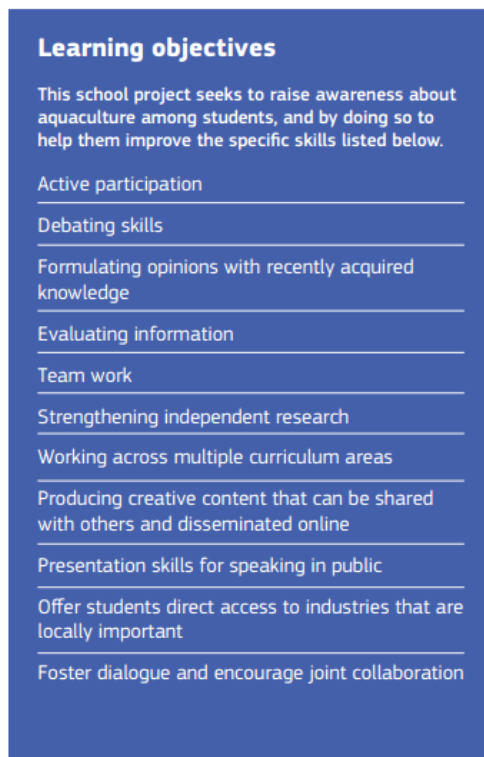 Learning objectives
This school project seeks to raise awareness about
aquaculture among students, and by doing so to
help them improve the specific skills listed below.
Active participation
Debating skills
Formulating opinions with recently acquired
knowledge
Evaluating information
Team work
Strengthening independent research
Working across multiple curriculum areas
Producing creative content that can be shared
with others and disseminated online
Presentation skills for speaking in public
Offer students direct access to industries that are
locally important
Foster dialogue and encourage joint collaboration